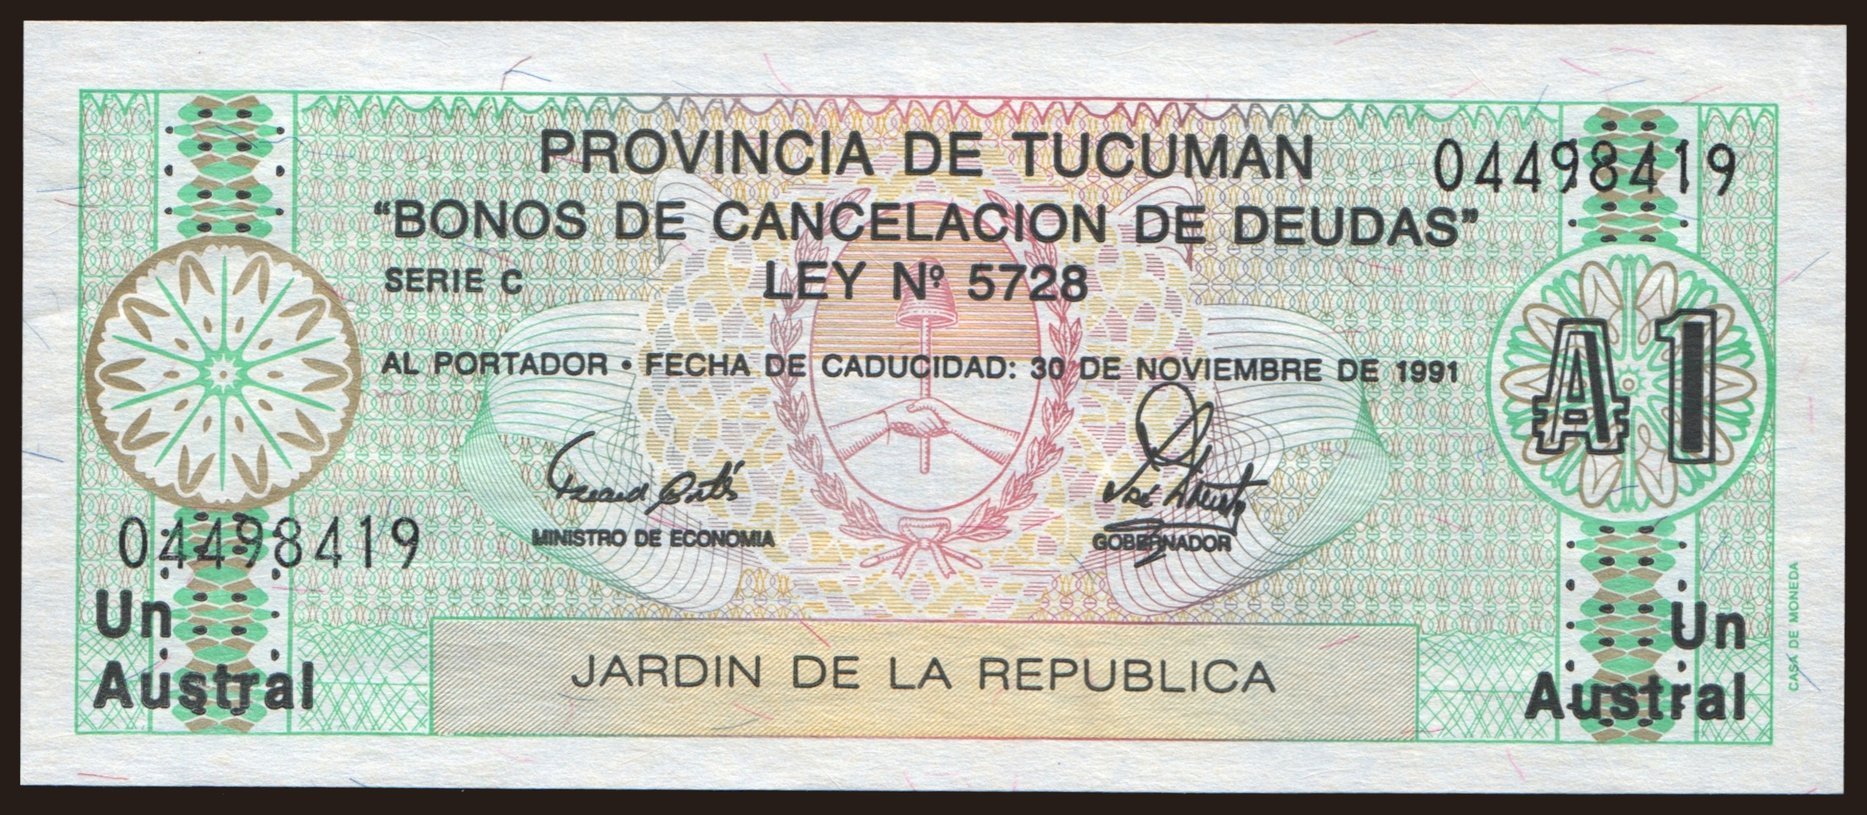 PROVINCIA DE TUCUMAN
04498419
“BONOS DE CANCELACION DE DEUDAS”
SERIE C
LEY Nº 5728
A 1
AL PORTADOR • FECHA DE CADUCIDAD: 30 DE NOVIEMBRE DE 1991
MINISTRO DE ECONOMIA
GOBERNADOR
04498419
Un
Austral
Un
Austral
JARDIN DE LA REPUBLICA
CASA DE MONEDA